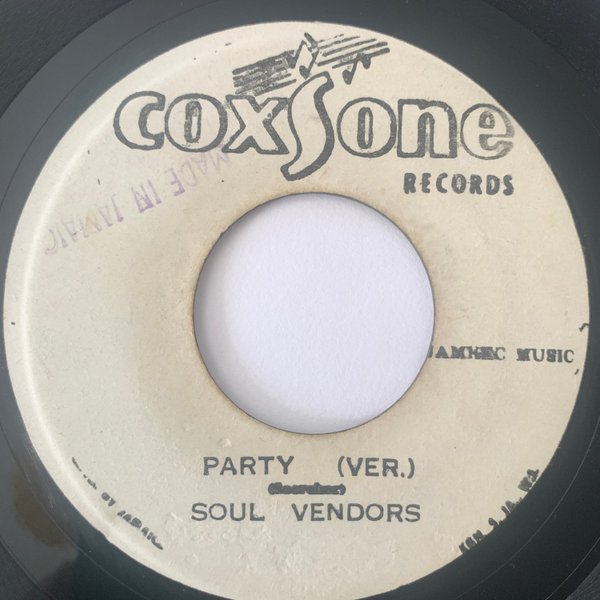 coxsone
RECORDS
MADE IN JAMAIC
JAMREC MUSIC
PARTY (VER.)
SOUL VENDORS